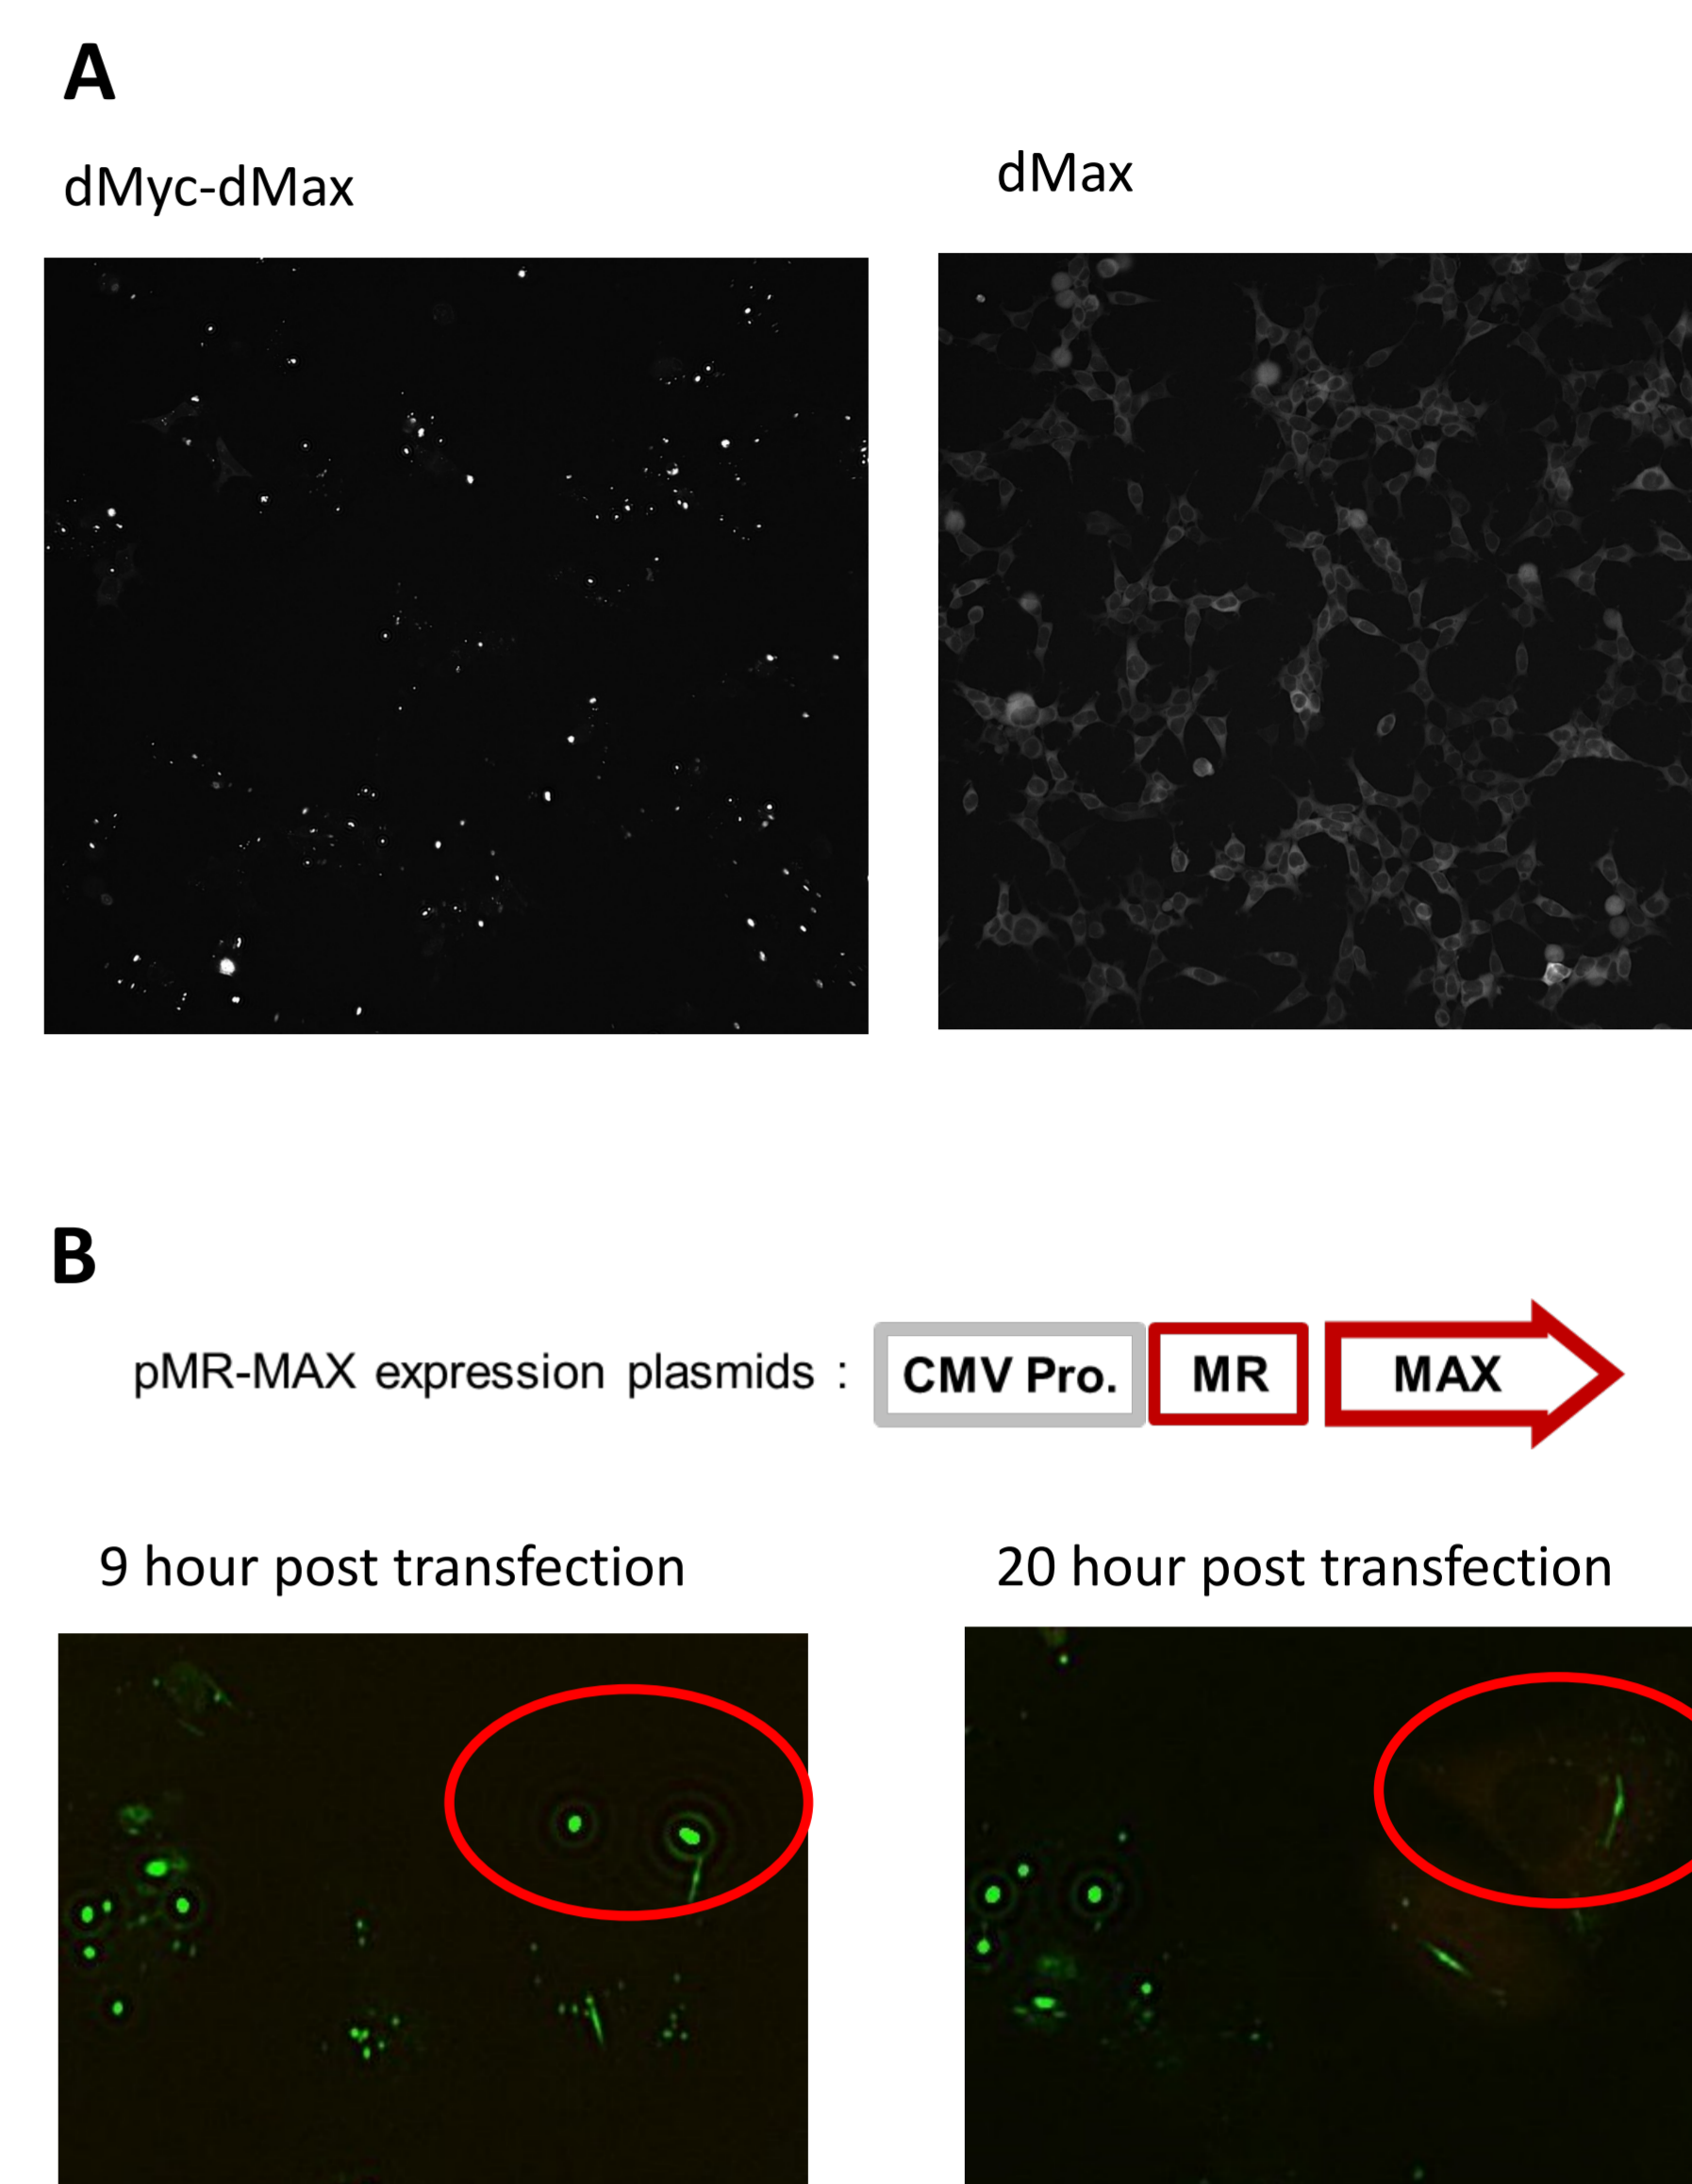 A
dMyc-dMax
dMax
B
pMR-MAX expression plasmids :
CMV Pro.
MR
MAX
9 hour post transfection
20 hour post transfection